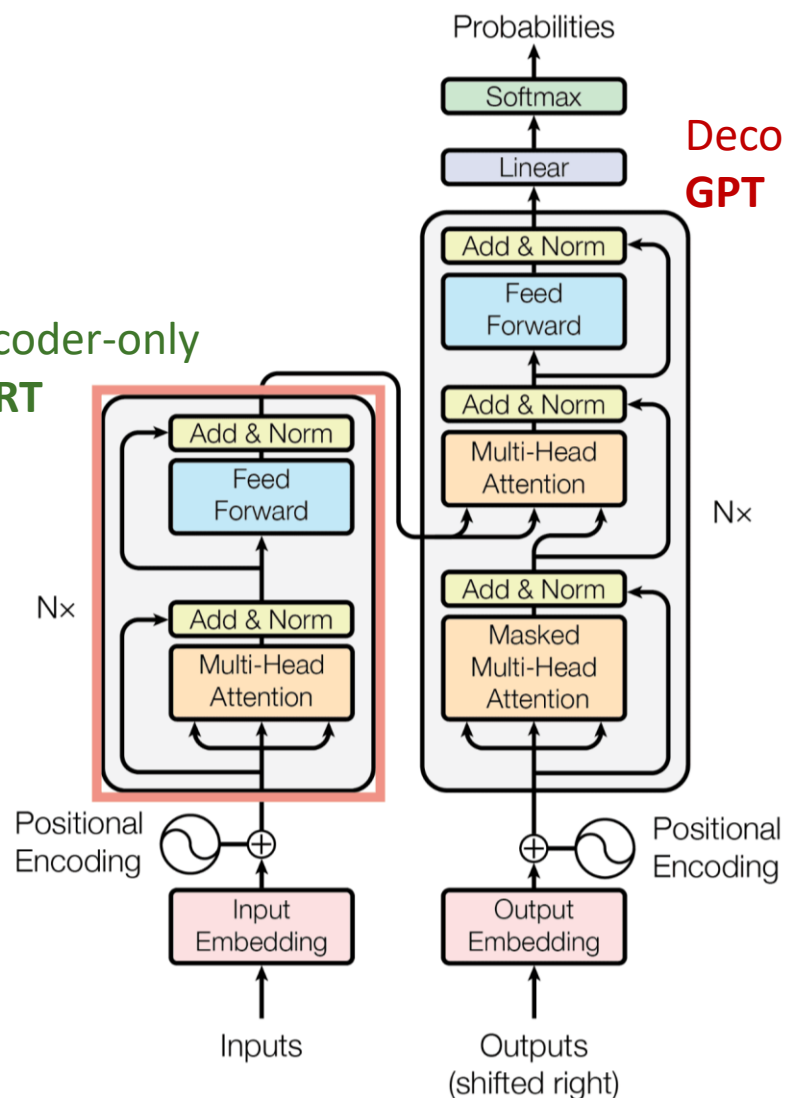 Probabilities
Softmax
Linear
Deco
GPT
Add & Norm
Feed
Forward
Add & Norm
Multi-Head
Attention
Nx
Add & Norm
Masked
Multi-Head
Attention
coder-only
RT
Add & Norm
Feed
Forward
Nx
Add & Norm
Multi-Head
Attention
Positional
Encoding
Positional
Encoding
Input
Embedding
Output
Embedding
Inputs
Outputs
(shifted right)